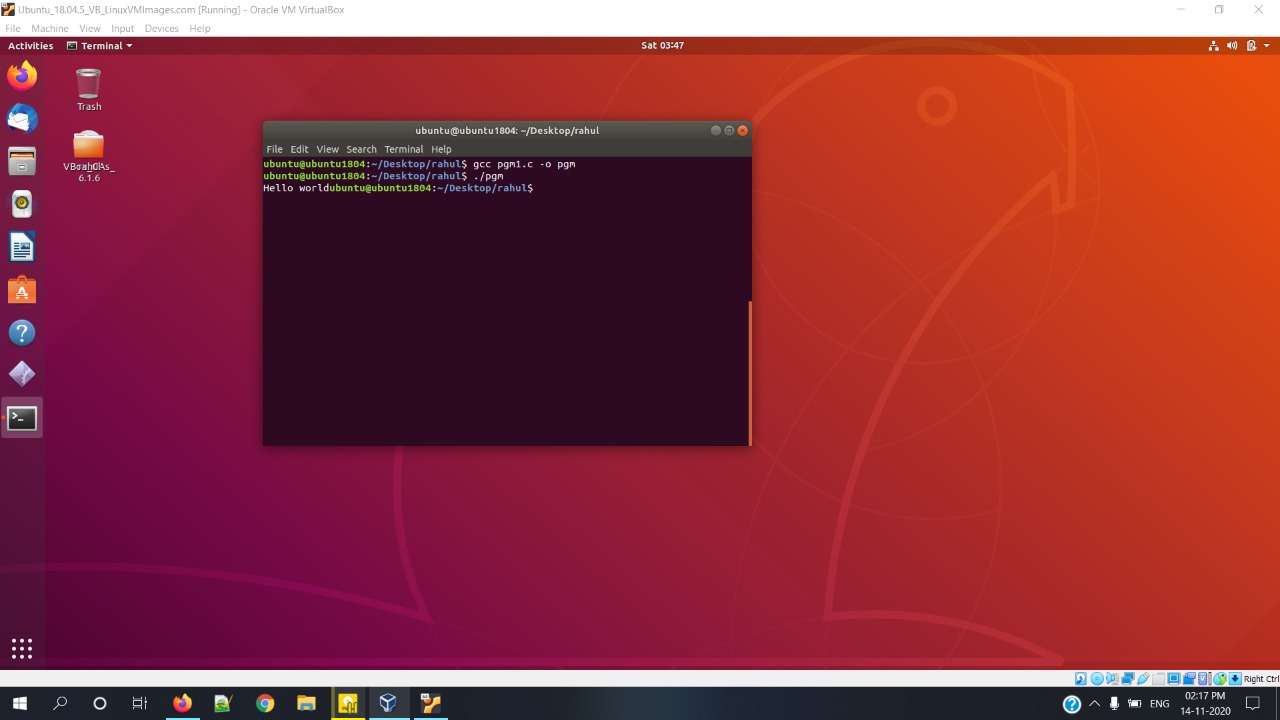 Ubuntu_18.04.5_VB_LinuxVMImages.com [Running] - Oracle VM VirtualBox
File Machine View Input Devices Help
Activities Terminal Sat 03:47
Trash
6.1.6
ubuntu@ubuntu1804: ~/Desktop/rahul
File Edit View Search Terminal Help
ubuntu@ubuntu1804:~/Desktop/rahul$ gcc pgm1.c -o pgm
ubuntu@ubuntu1804:~/Desktop/rahul$ ./pgm
Hello worldubuntu@ubuntu1804:~/Desktop/rahul$
Right Ctrl
ENG 02:17 PM
14-11-2020